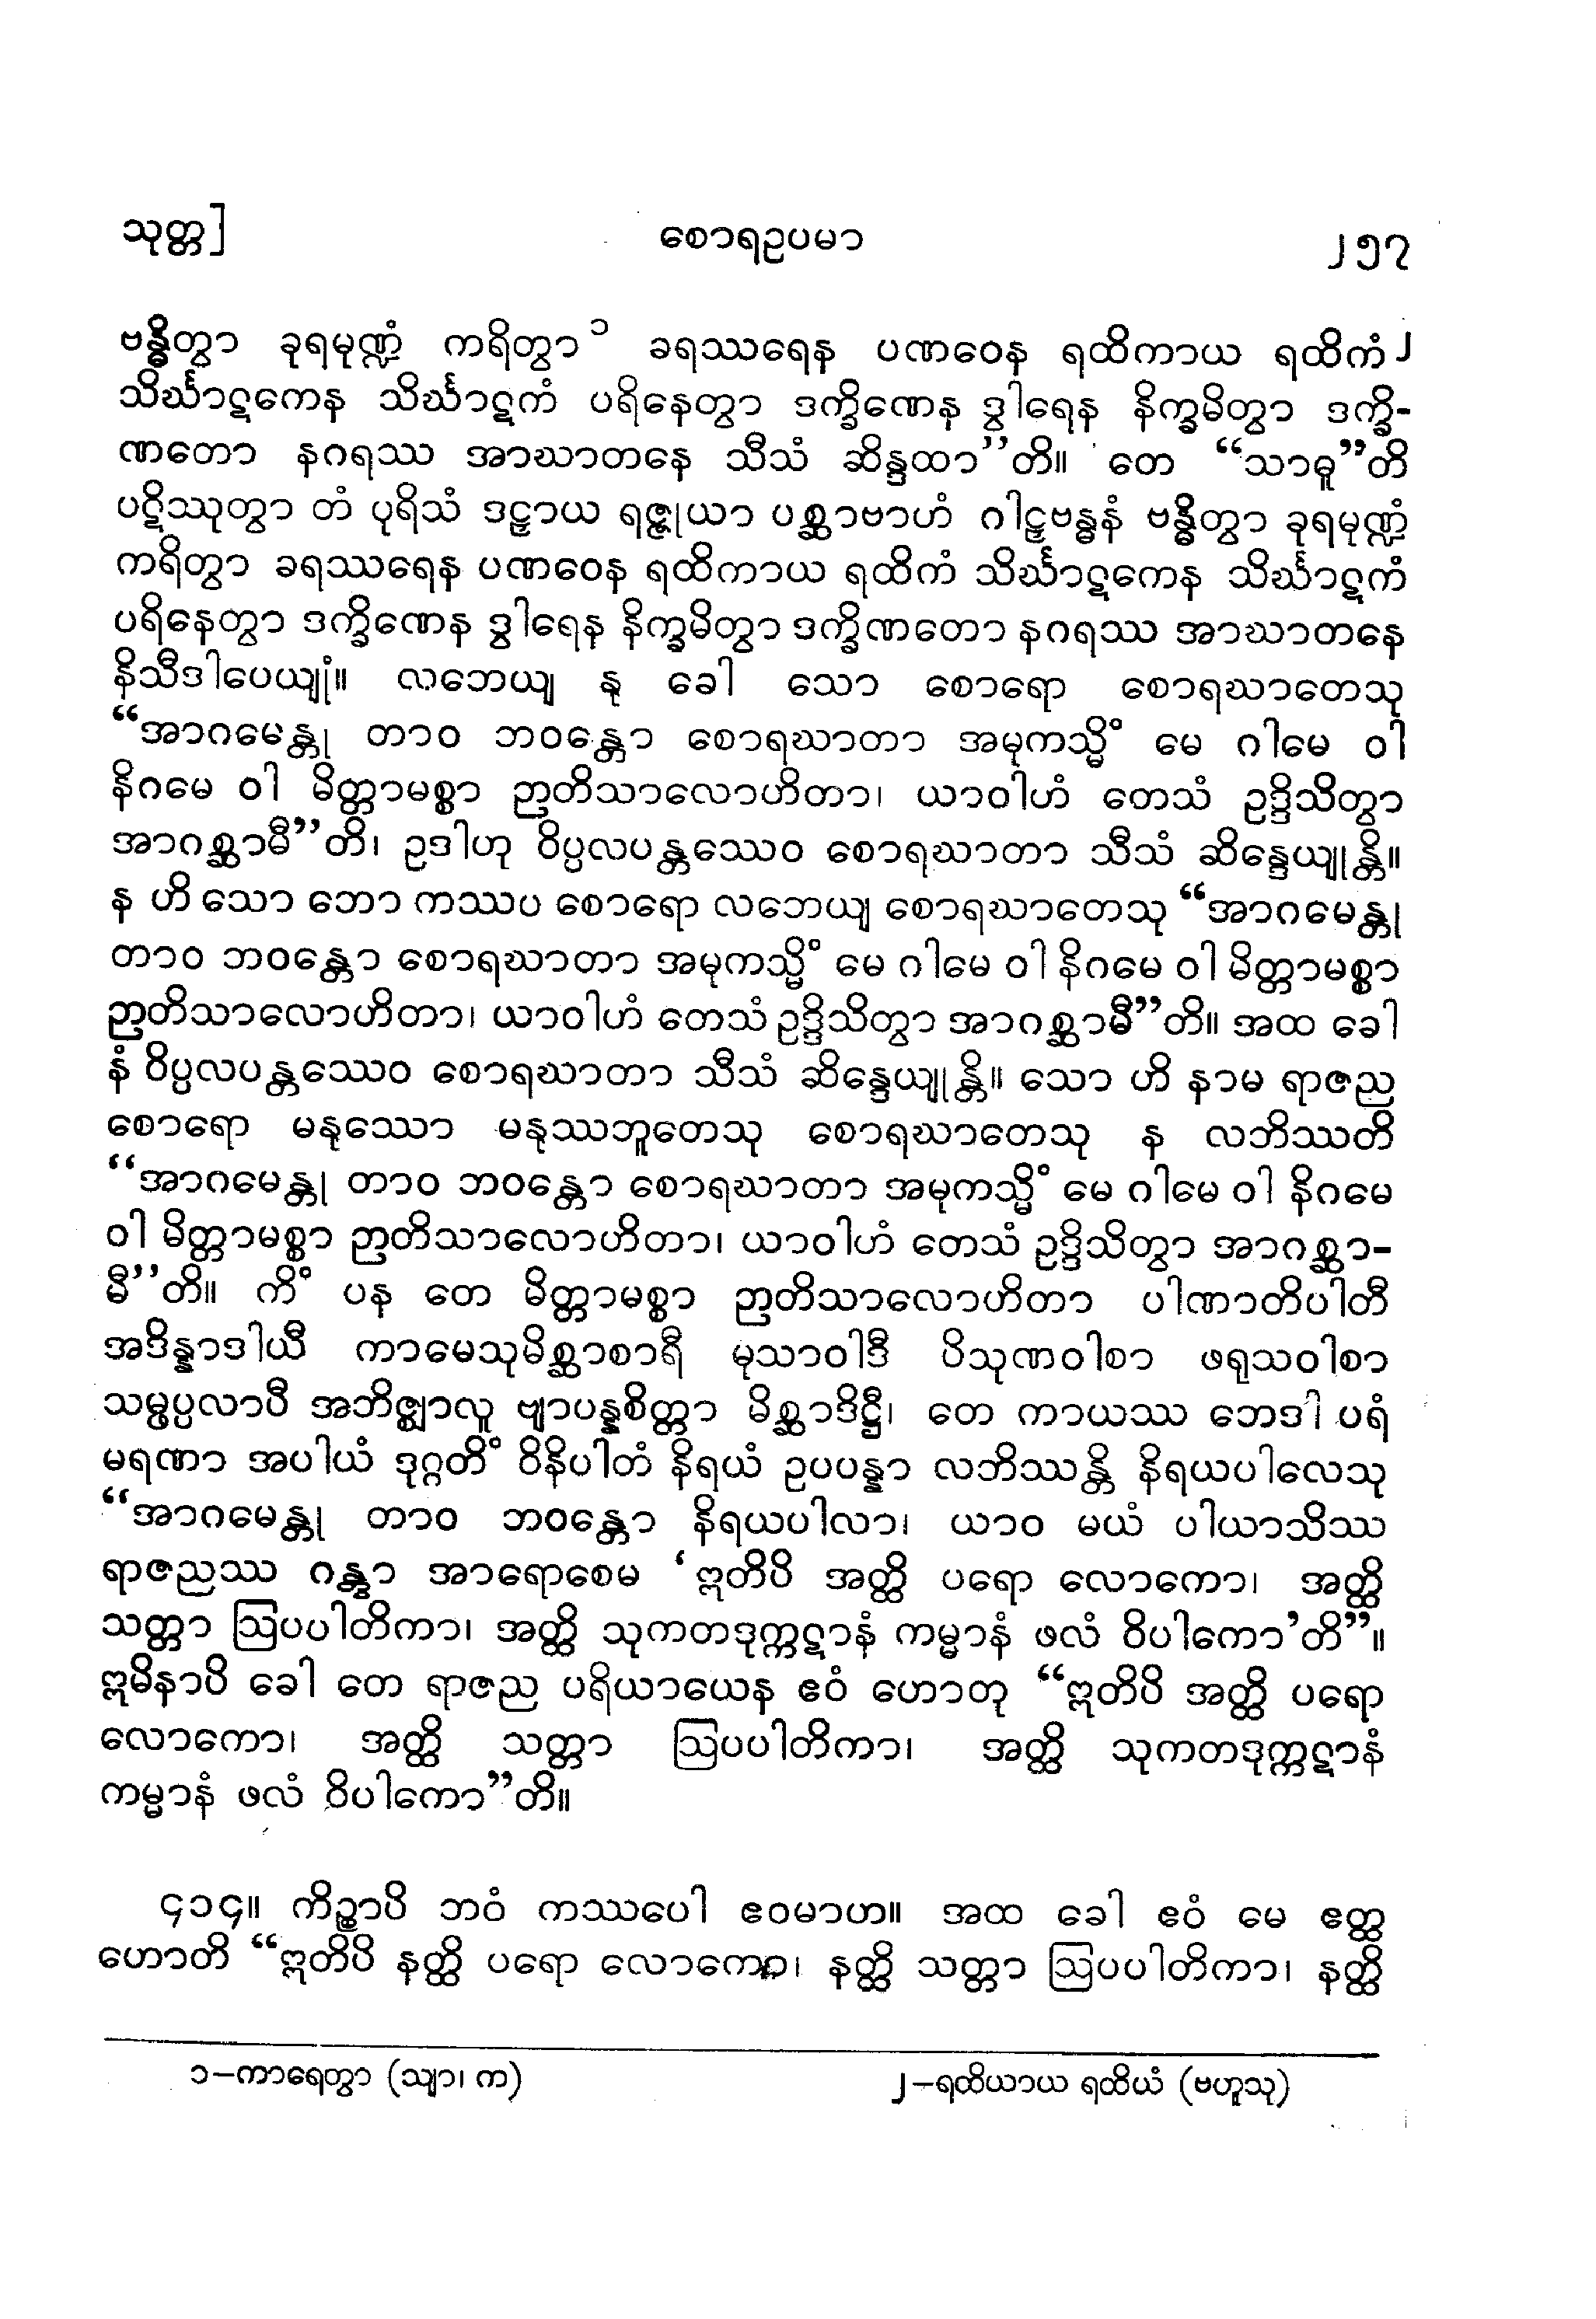 သုတ္တ] စောရဥပမာ ၂၅၇
ဗန္ဓိတွာ ခုရမုဏ္ဍံ ကရိတွာ ၁ ခရဿရေန ပဏဝေန ရထိကာယ ရထိကံ ၂
သိင်္ဃာဋကေန သိင်္ဃာဋကံ ပရိနေတွာ ဒက္ခိဏေန ဒွါရေန နိက္ခမိတွာ ဒက္ခိ-
ဏတော နဂရဿ အာဃာတနေ သီသံ ဆိန္ဒထာ”တိ။ တေ “သာဓူ”တိ
ပဋိဿုတွာ တံ ပုရိသံ ဒဠှာယ ရဇ္ဇုယာ ပစ္ဆာဗာဟံ ဂါဠှဗန္ဓနံ ဗန္ဓိတွာ ခုရမုဏ္ဍံ
ကရိတွာ ခရဿရေန ပဏဝေန ရထိကာယ ရထိကံ သိင်္ဃာဋကေန သိင်္ဃာဋကံ
ပရိနေတွာ ဒက္ခိဏေန ဒွါရေန နိက္ခမိတွာ ဒက္ခိဏတော နဂရဿ အာဃာတနေ
နိသီဒါပေယျုံ။ လဘေယျ နု ခေါ သော စောရော စောရဃာတေသု
“အာဂမေန္တု တာဝ ဘဝန္တော စောရဃာတာ အမုကသ္မိံ မေ ဂါမေ ဝါ
နိဂမေ ဝါ မိတ္တာမစ္စာ ဉာတိသာလောဟိတာ၊ ယာဝါဟံ တေသံ ဥဒ္ဒိသိတွာ
အာဂစ္ဆာမီ”တိ၊ ဥဒါဟု ဝိပ္ပလပန္တဿေဝ စောရဃာတာ သီသံ ဆိန္ဒေယျုန္တိ။
န ဟိ သော ဘော ကဿပ စောရော လဘေယျ စောရဃာတေသု “အာဂမေန္တု
တာဝ ဘဝန္တော စောရဃာတာ အမုကသ္မိံ မေ ဂါမေ ဝါ နိဂမေ ဝါ မိတ္တာမစ္စာ
ဉာတိသာလောဟိတာ၊ ယာဝါဟံ တေသံ ဥဒ္ဒိသိတွာ အာဂစ္ဆာမီ”တိ။ အထ ခေါ
နံ ဝိပ္ပလပန္တဿေဝ စောရဃာတာ သီသံ ဆိန္ဒေယျုန္တိ။ သော ဟိ နာမ ရာဇည
စောရော မနုဿော မနုဿဘူတေသု စောရဃာတေသု န လဘိဿတိ
“အာဂမေန္တု တာဝ ဘဝန္တော စောရဃာတာ အမုကသ္မိံ မေ ဂါမေ ဝါ နိဂမေ
ဝါ မိတ္တာမစ္စာ ဉာတိသာလောဟိတာ၊ ယာဝါဟံ တေသံ ဥဒ္ဒိသိတွာ အာဂစ္ဆာ-
မီ”တိ။ ကိံ ပန တေ မိတ္တာမစ္စာ ဉာတိသာလောဟိတာ ပါဏာတိပါတီ
အဒိန္နာဒါယီ ကာမေသုမိစ္ဆာစာရီ မုသာဝါဒီ ပိသုဏဝါစာ ဖရုသဝါစာ
သမ္ဖပ္ပလာပီ အဘိဇ္ဈာလူ ဗျာပန္နစိတ္တာ မိစ္ဆာဒိဋ္ဌီ၊ တေ ကာယဿ ဘေဒါ ပရံ
မရဏာ အပါယံ ဒုဂ္ဂတိံ ဝိနိပါတံ နိရယံ ဥပပန္နာ လဘိဿန္တိ နိရယပါလေသု
“အာဂမေန္တု တာဝ ဘဝန္တော နိရယပါလာ၊ ယာဝ မယံ ပါယာသိဿ
ရာဇညဿ ဂန္တွာ အာရောစေမ ‘ဣတိပိ အတ္ထိ ပရော လောကော၊ အတ္ထိ
သတ္တာ ဩပပါတိကာ၊ အတ္ထိ သုကတဒုက္ကဋာနံ ကမ္မာနံ ဖလံ ဝိပါကော’တိ”။
ဣမိနာပိ ခေါ တေ ရာဇည ပရိယာယေန ဧဝံ ဟောတု “ဣတိပိ အတ္ထိ ပရော
လောကော၊ အတ္ထိ သတ္တာ ဩပပါတိကာ၊ အတ္ထိ သုကတဒုက္ကဋာနံ
ကမ္မာနံ ဖလံ ဝိပါကော”တိ။
၄၁၄။ ကိဉ္စာပိ ဘဝံ ကဿပေါ ဧဝမာဟ။ အထ ခေါ ဧဝံ မေ ဧတ္ထ
ဟောတိ “ဣတိပိ နတ္ထိ ပရော လောကော၊ နတ္ထိ သတ္တာ ဩပပါတိကာ၊ နတ္ထိ
၁-ကာရေတွာ (သျာ၊ က) ၂-ရထိယာယ ရထိယံ (ဗဟူသု)